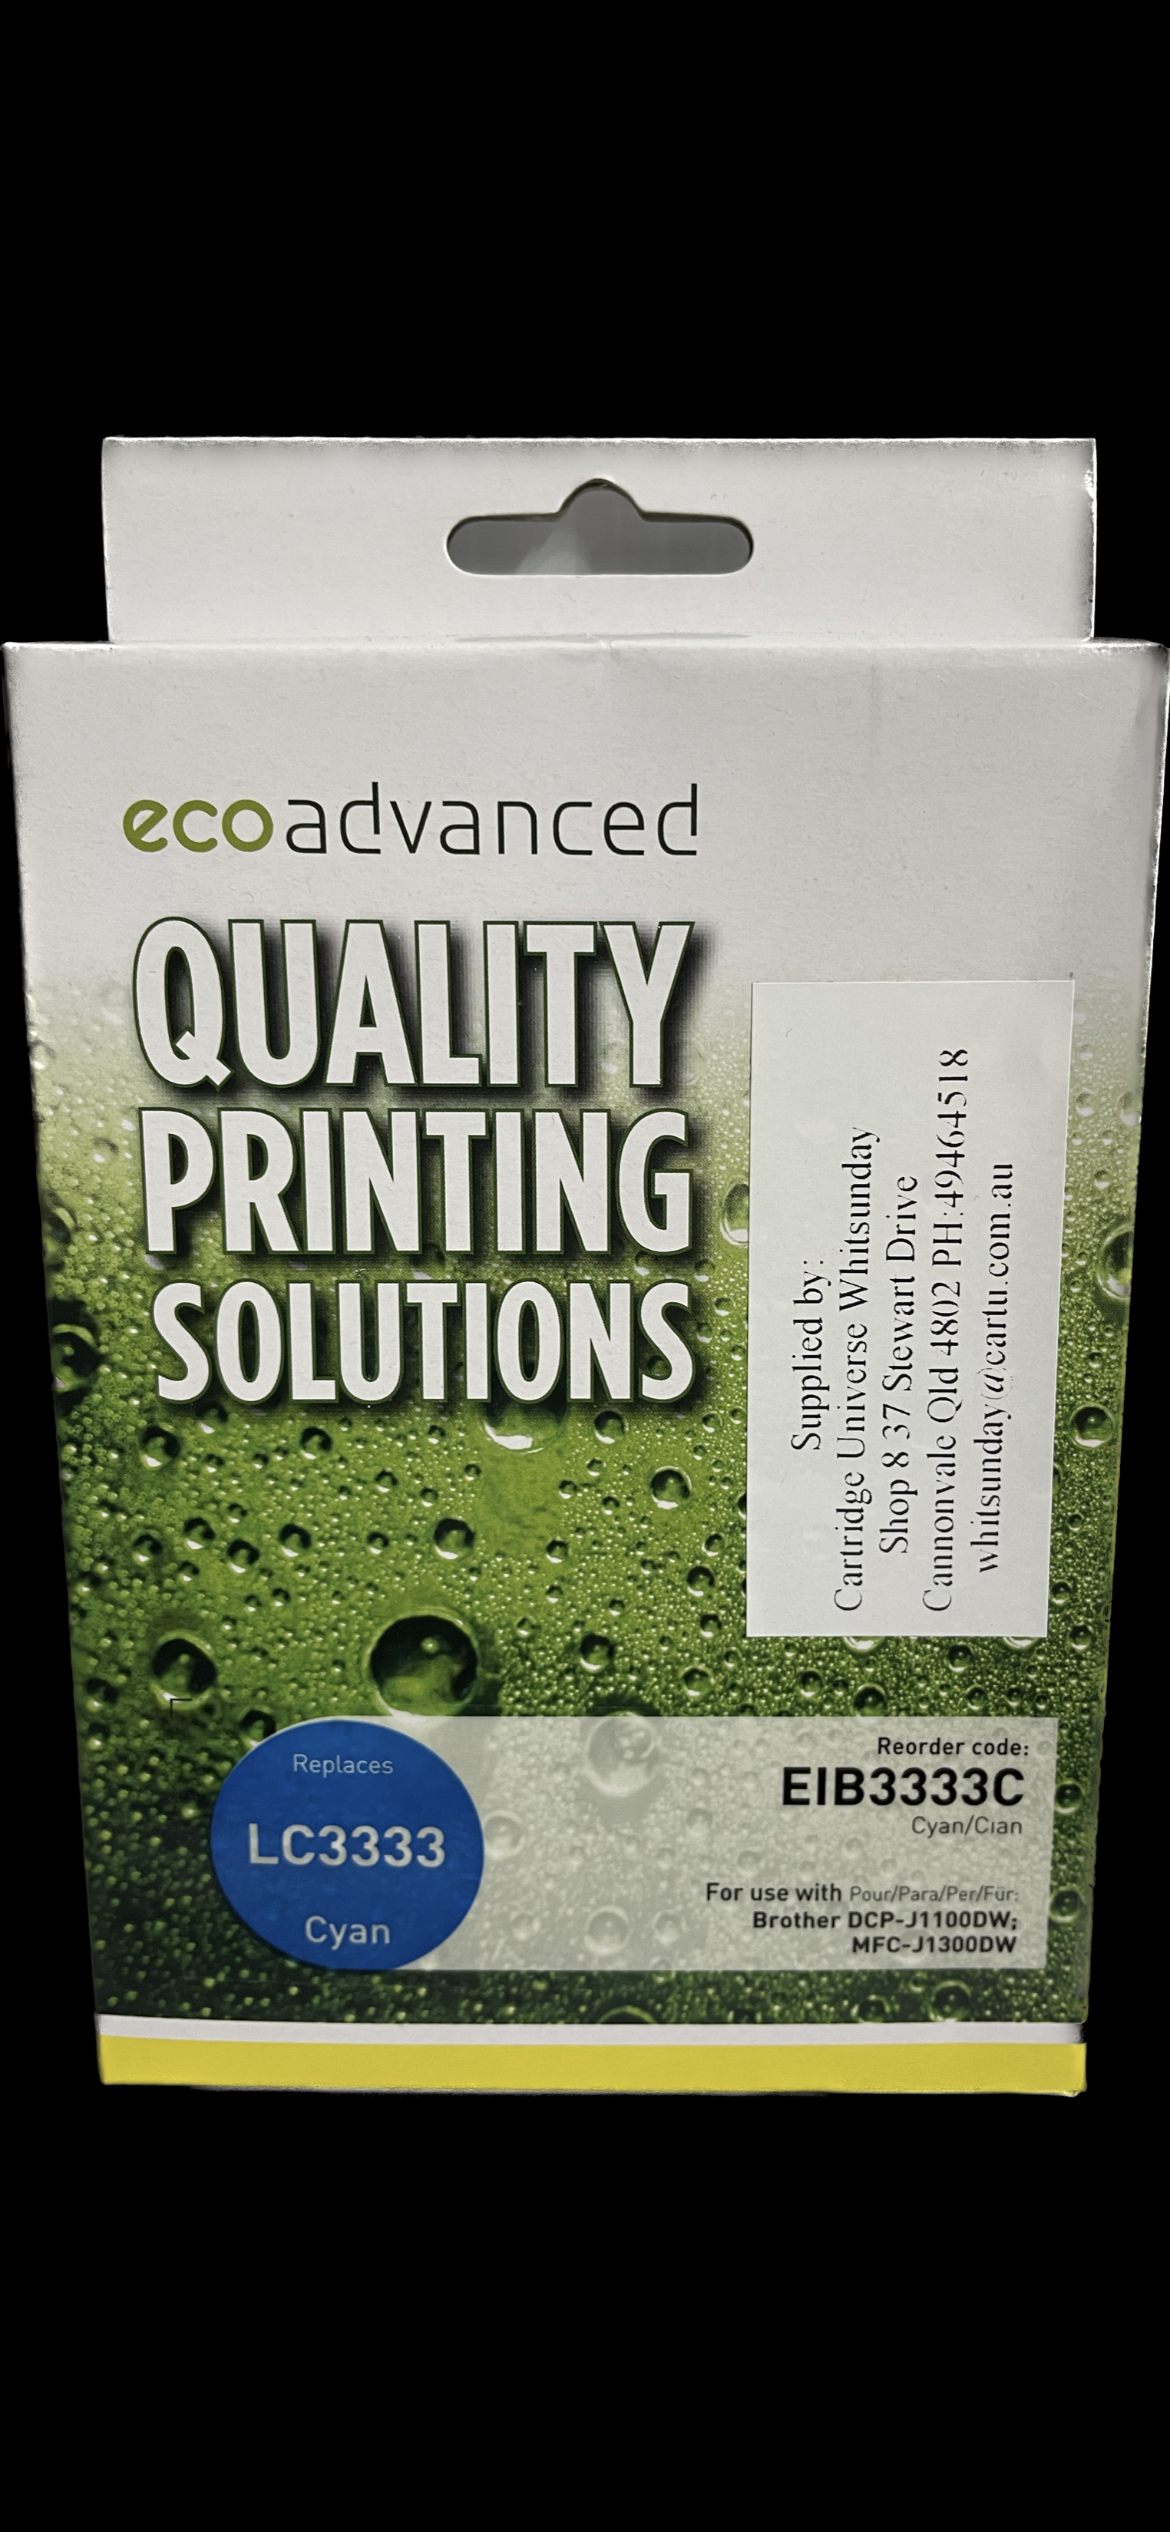 ecoadvanced
QUALITY
PRINTING
SOLUTIONS
Supplied by:
Cartridge Universe Whitsunday
Shop 8 37 Stewart Drive
Cannonvale Qld 4802 PH:49464518
whitsunday@cartu.com.au
Replaces
LC3333
Cyan
Reorder code:
EIB3333C
Cyan/Cian
For use with Pour/Para/Per/Für:
Brother DCP-J1100DW;
MFC-J1300DW